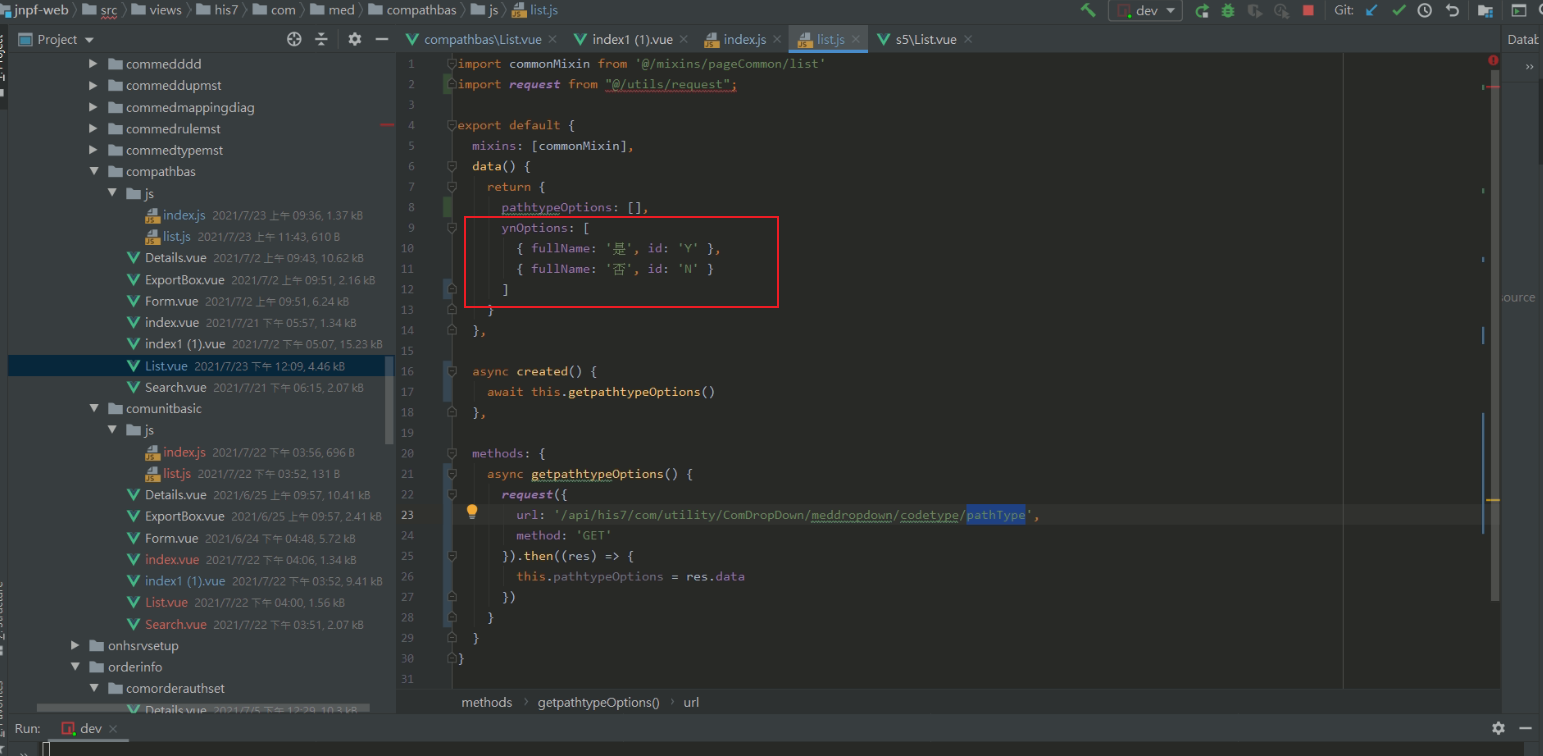 jnpf-web › src › views › his7 › com › med › compathbas › js › list.js
dev
Git:
Project
compathbas\List.vue
index1 (1).vue
index.js
list.js
s5\List.vue
Datab
commedddd
commeddupmst
commedmappingdiag
commedrulemst
commedtypemst
compathbas
js
index.js 2021/7/23 上午 09:36, 1.37 kB
list.js 2021/7/23 上午 11:43, 610 B
Details.vue 2021/7/2 上午 09:43, 10.62 kB
ExportBox.vue 2021/7/2 上午 09:51, 2.16 kB
Form.vue 2021/7/2 上午 09:51, 6.24 kB
index.vue 2021/7/21 下午 05:57, 1.34 kB
index1 (1).vue 2021/7/2 下午 05:07, 15.23 kB
List.vue 2021/7/23 下午 12:09, 4.46 kB
Search.vue 2021/7/21 下午 06:15, 2.07 kB
comunitbasic
js
index.js 2021/7/22 下午 03:56, 696 B
list.js 2021/7/22 下午 03:52, 131 B
Details.vue 2021/6/25 上午 09:57, 10.41 kB
ExportBox.vue 2021/6/25 上午 09:57, 2.41 kB
Form.vue 2021/6/24 下午 04:48, 5.72 kB
index.vue 2021/7/22 下午 04:06, 1.34 kB
index1 (1).vue 2021/7/22 下午 03:52, 9.41 kB
List.vue 2021/7/22 下午 04:00, 1.56 kB
Search.vue 2021/7/22 下午 03:51, 2.07 kB
onhsrvsetup
orderinfo
comorderauthset
Details.vue 2021/7/5 下午 12:29, 10.3 kB
1 import commonMixin from '@/mixins/pageCommon/list'
2 import request from "@/utils/request";
3
4 export default {
5 mixins: [commonMixin],
6 data() {
7 return {
8 pathtypeOptions: [],
9 ynOptions: [
10 { fullName: '是', id: 'Y' },
11 { fullName: '否', id: 'N' }
12 ]
13 }
14 },
15
16 async created() {
17 await this.getpathtypeOptions()
18 },
19
20 methods: {
21 async getpathtypeOptions() {
22 request({
23 url: '/api/his7/com/utility/ComDropDown/meddropdown/codetype/pathType',
24 method: 'GET'
25 }).then((res) => {
26 this.pathtypeOptions = res.data
27 })
28 }
29 }
30 }
31
ource
methods › getpathtypeOptions() › url
Run: dev